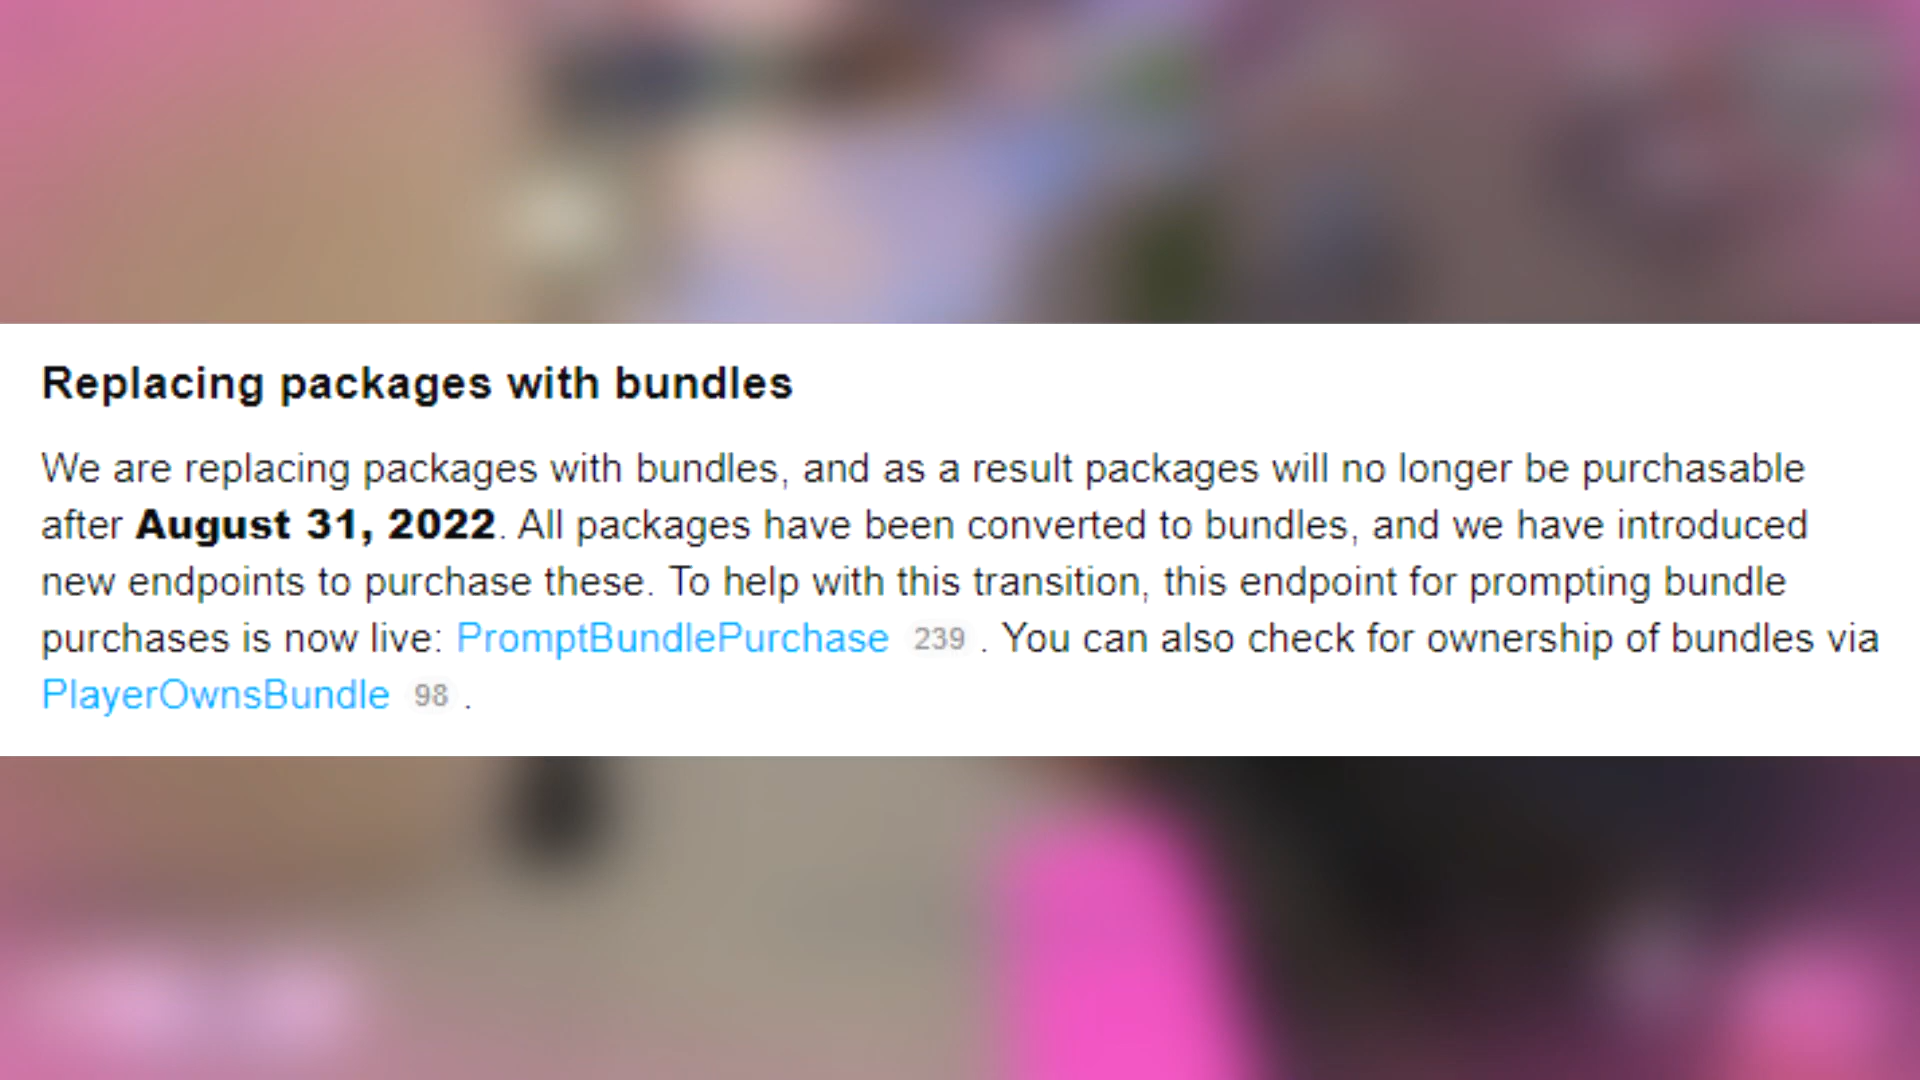 Replacing packages with bundles
We are replacing packages with bundles, and as a result packages will no longer be purchasable
after August 31, 2022. All packages have been converted to bundles, and we have introduced
new endpoints to purchase these. To help with this transition, this endpoint for prompting bundle
purchases is now live: PromptBundlePurchase 239 . You can also check for ownership of bundles via
PlayerOwnsBundle 98 .